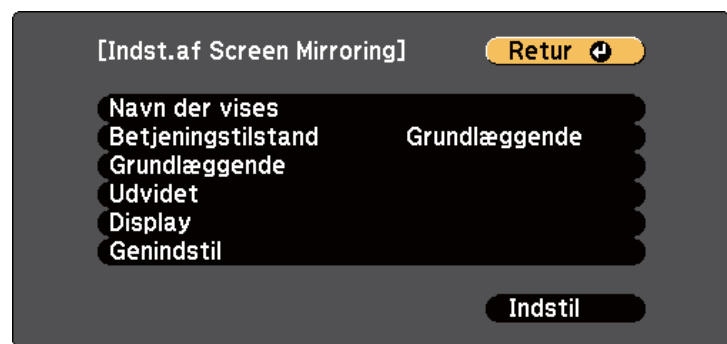 [Indst.af Screen Mirroring] Retur
Navn der vises
Betjeningstilstand Grundlæggende
Grundlæggende
Udvidet
Display
Genindstil
Indstil